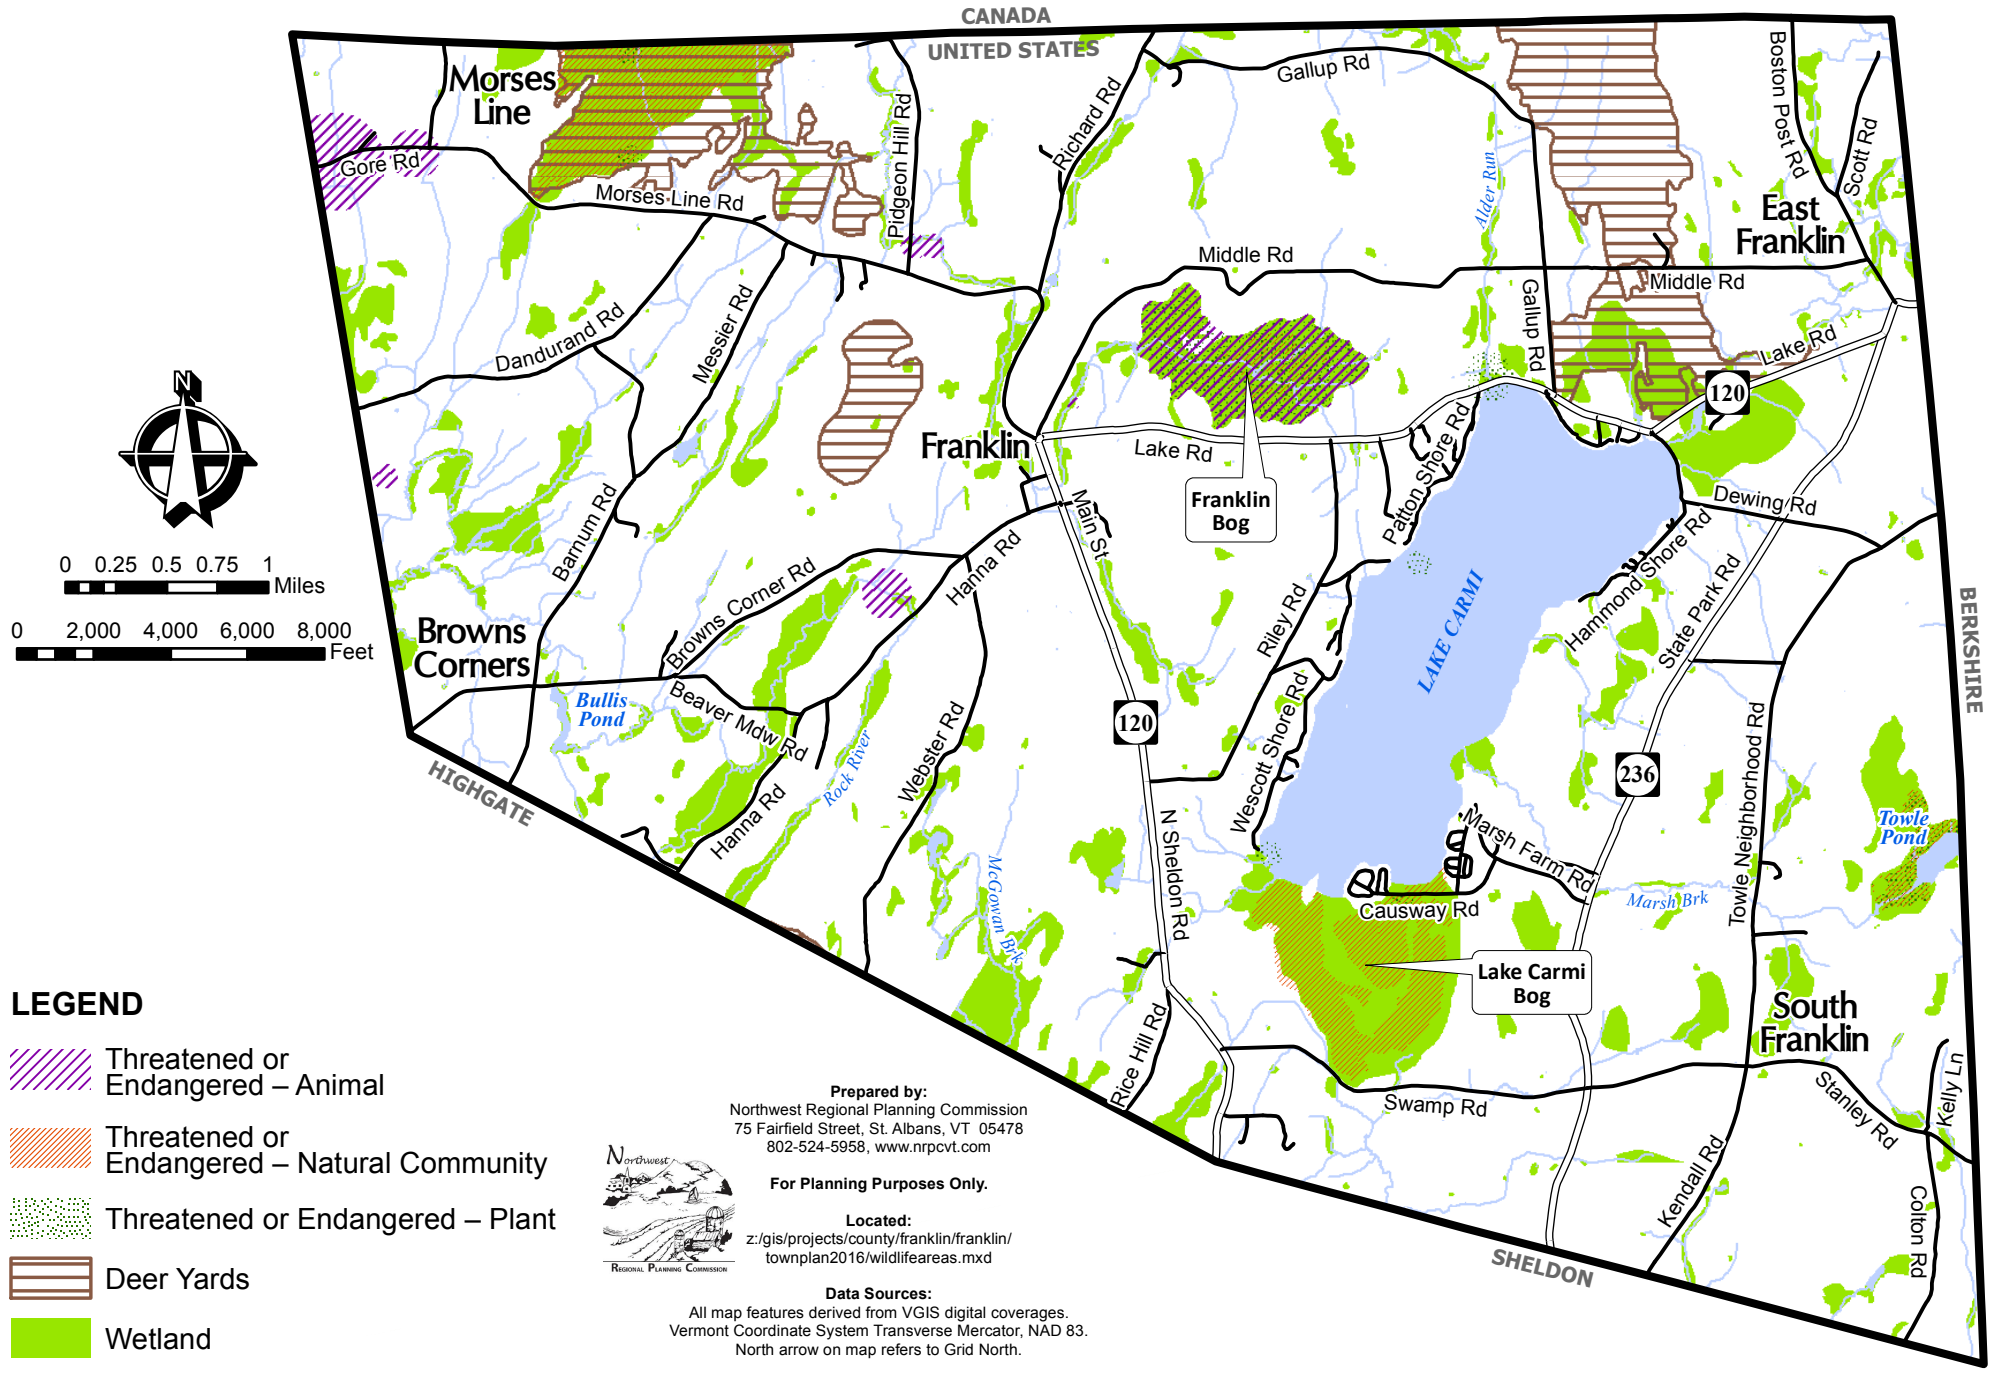 CANADA
UNITED STATES
Morses
Line
Gore Rd
Morses Line Rd
Pidgeon Hill Rd
Richard Rd
Gallup Rd
Alder Run
Boston Post Rd
Scott Rd
East
Franklin
Middle Rd
Middle Rd
Gallup Rd
Lake Rd
120
Dandurand Rd
Messier Rd
N
Franklin
Lake Rd
Franklin
Bog
Patton Shore Rd
Dewing Rd
Main St
Barnum Rd
Hanna Rd
Browns Corner Rd
Hammond Shore Rd
State Park Rd
LAKE CARMI
Riley Rd
BERKSHIRE
0 0.25 0.5 0.75 1
Miles
0 2,000 4,000 6,000 8,000
Feet
Browns
Corners
Bullis
Pond
Beaver Mdw Rd
Rock River
Webster Rd
120
Wescott Shore Rd
236
Towle Neighborhood Rd
HIGHGATE
Hanna Rd
N Sheldon Rd
Marsh Farm Rd
Towle
Pond
McGowan Brk
Causway Rd
Marsh Brk
Lake Carmi
Bog
South
Franklin
Rice Hill Rd
Swamp Rd
Stanley Rd
Kelly Ln
Kendall Rd
Colton Rd
SHELDON
LEGEND
Threatened or
Endangered – Animal
Threatened or
Endangered – Natural Community
Threatened or Endangered – Plant
Deer Yards
Wetland
Northwest
REGIONAL PLANNING COMMISSION
Prepared by:
Northwest Regional Planning Commission
75 Fairfield Street, St. Albans, VT 05478
802-524-5958, www.nrpcvt.com
For Planning Purposes Only.
Located:
z:/gis/projects/county/franklin/franklin/
townplan2016/wildlifeareas.mxd
Data Sources:
All map features derived from VGIS digital coverages.
Vermont Coordinate System Transverse Mercator, NAD 83.
North arrow on map refers to Grid North.